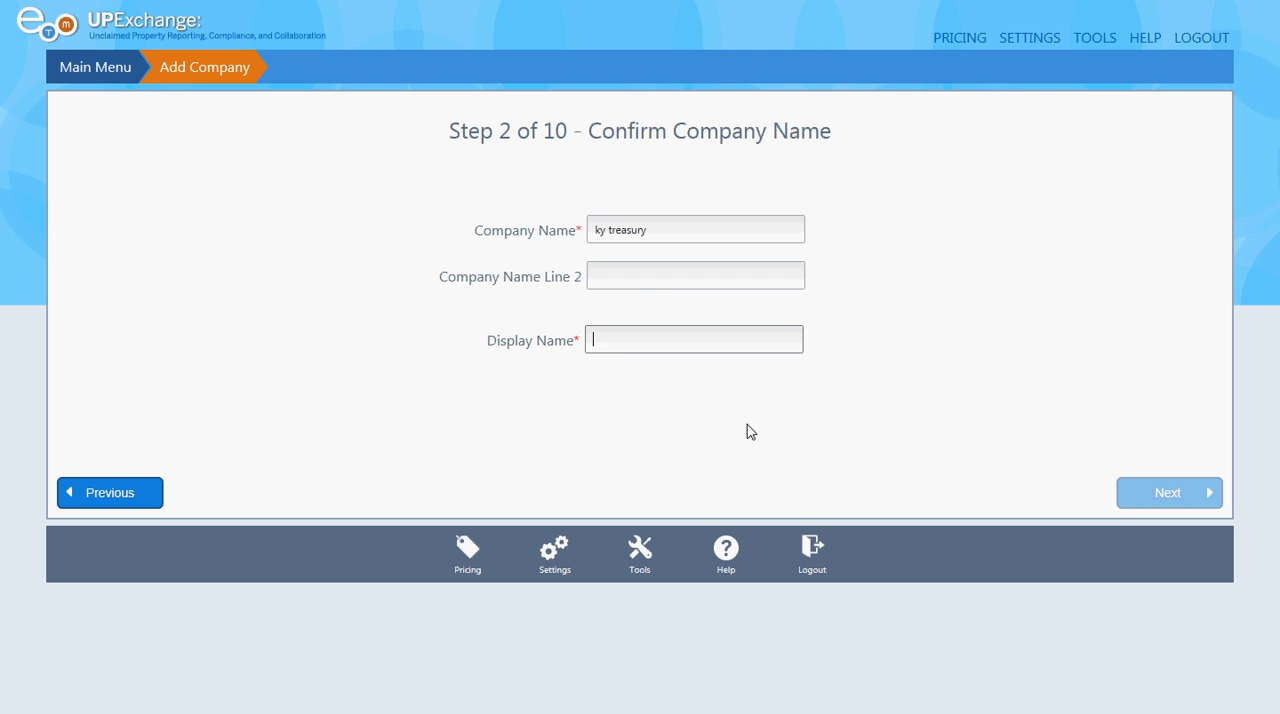 eTm UPExchange:
Unclaimed Property Reporting, Compliance, and Collaboration
PRICING SETTINGS TOOLS HELP LOGOUT
Main Menu Add Company
Step 2 of 10 - Confirm Company Name
Company Name* ky treasury
Company Name Line 2
Display Name*
Previous Next
Pricing Settings Tools Help Logout